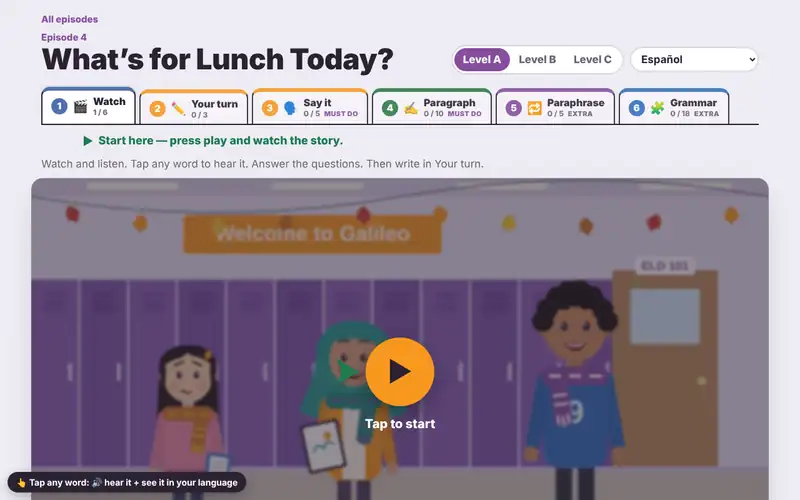 All episodes
Episode 4
What's for Lunch Today?
Level A
Level B
Level C
Español
1 Watch
1 / 6
2 Your turn
0 / 3
3 Say it
0 / 5 MUST DO
4 Paragraph
0 / 10 MUST DO
5 Paraphrase
0 / 5 EXTRA
6 Grammar
0 / 18 EXTRA
Start here — press play and watch the story.
Watch and listen. Tap any word to hear it. Answer the questions. Then write in Your turn.
Welcome to Galileo
ELD 101
9
Tap to start
Tap any word: hear it + see it in your language